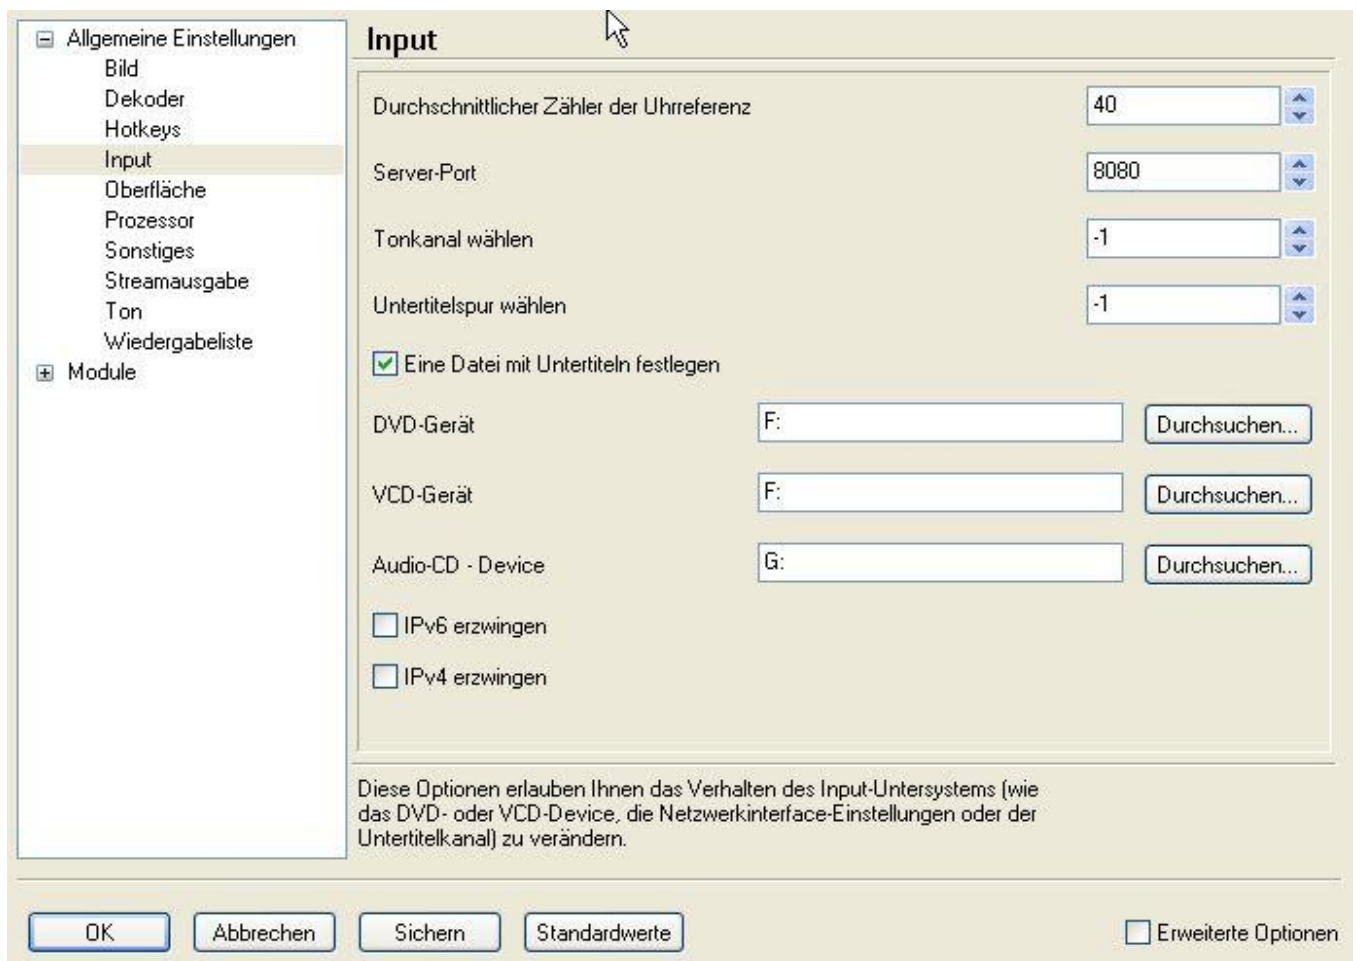 Allgemeine Einstellungen
Bild
Dekoder
Hotkeys
Input
Oberfläche
Prozessor
Sonstiges
Streamausgabe
Ton
Wiedergabeliste
Module
Input
Durchschnittlicher Zähler der Uhrreferenz
40
Server-Port
8080
Tonkanal wählen
-1
Untertitelspur wählen
-1
Eine Datei mit Untertiteln festlegen
DVD-Gerät
F:
Durchsuchen...
VCD-Gerät
F:
Durchsuchen...
Audio-CD - Device
G:
Durchsuchen...
IPv6 erzwingen
IPv4 erzwingen
Diese Optionen erlauben Ihnen das Verhalten des Input-Untersystems (wie
das DVD- oder VCD-Device, die Netzwerkinterface-Einstellungen oder der
Untertitelkanal) zu verändern.
OK
Abbrechen
Sichern
Standardwerte
Erweiterte Optionen